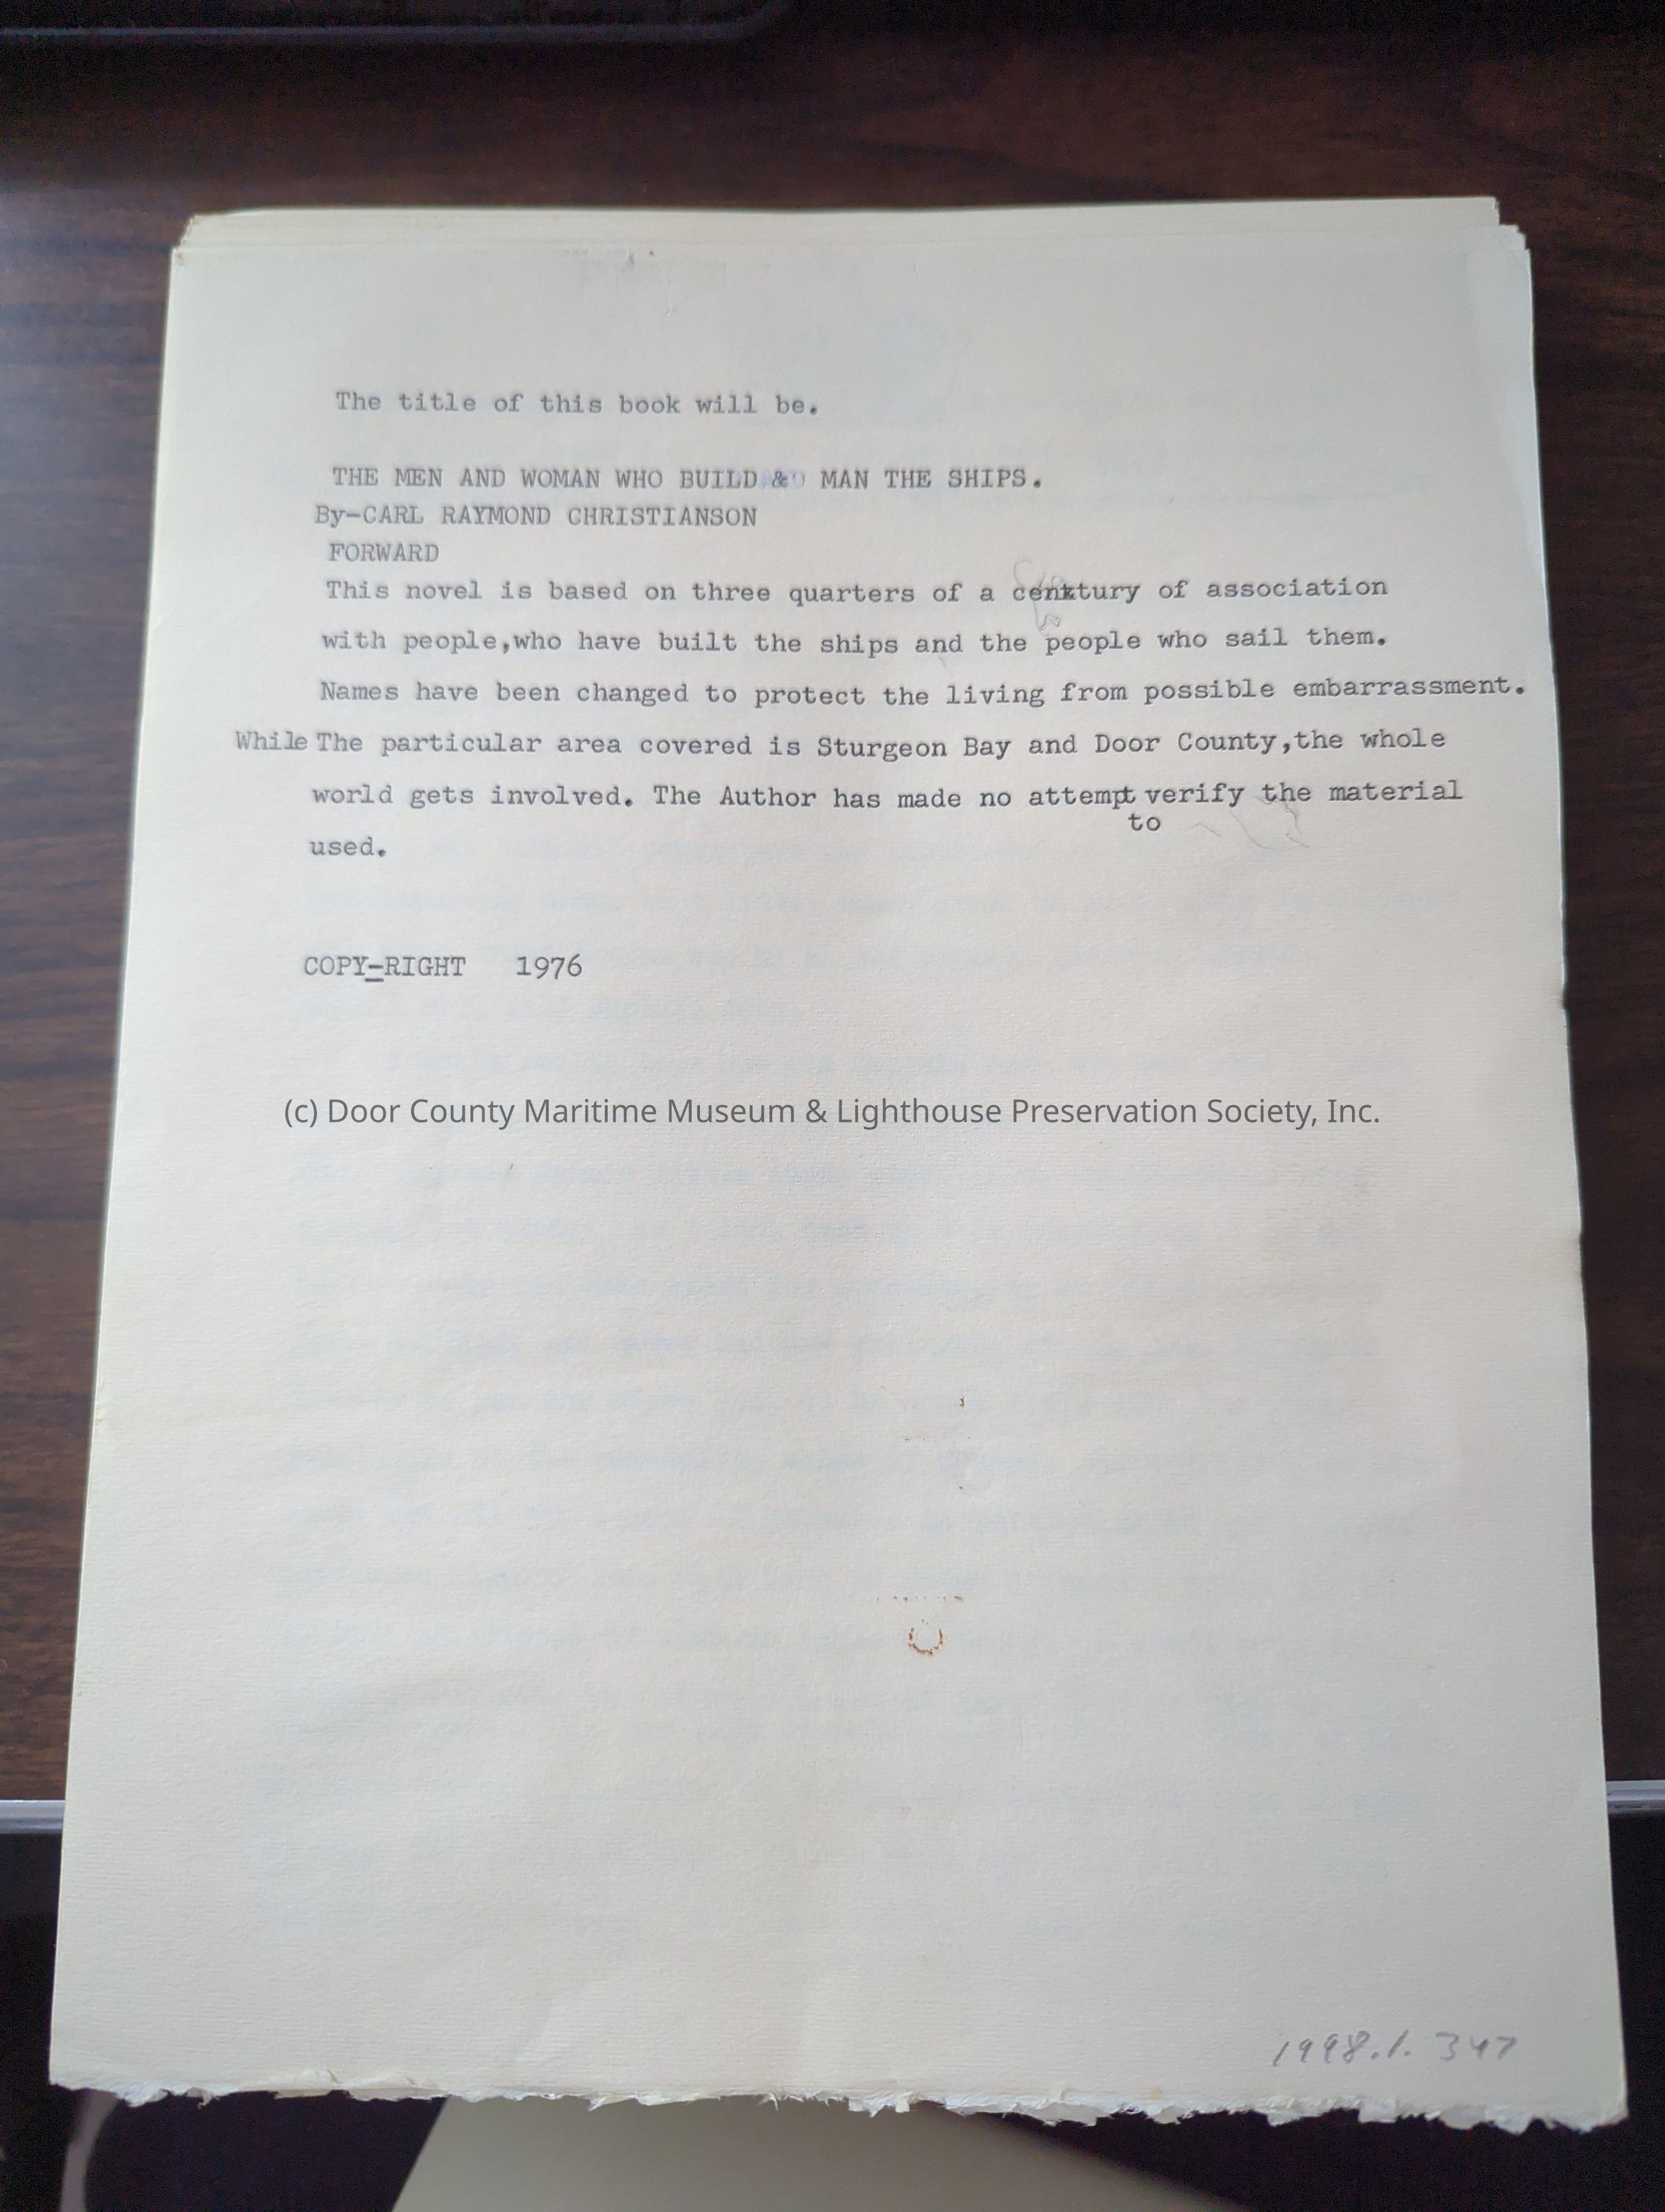 The title of this book will be.
THE MEN AND WOMAN WHO BUILD & MAN THE SHIPS.
By-CARL RAYMOND CHRISTIANSON
FORWARD
This novel is based on three quarters of a cenxtury of association
with people,who have built the ships and the people who sail them.
Names have been changed to protect the living from possible embarrassment.
While The particular area covered is Sturgeon Bay and Door County,the whole
world gets involved. The Author has made no attempt verify the material
to
used.
COPY-RIGHT 1976
(c) Door County Maritime Museum & Lighthouse Preservation Society, Inc.
1998.1.347